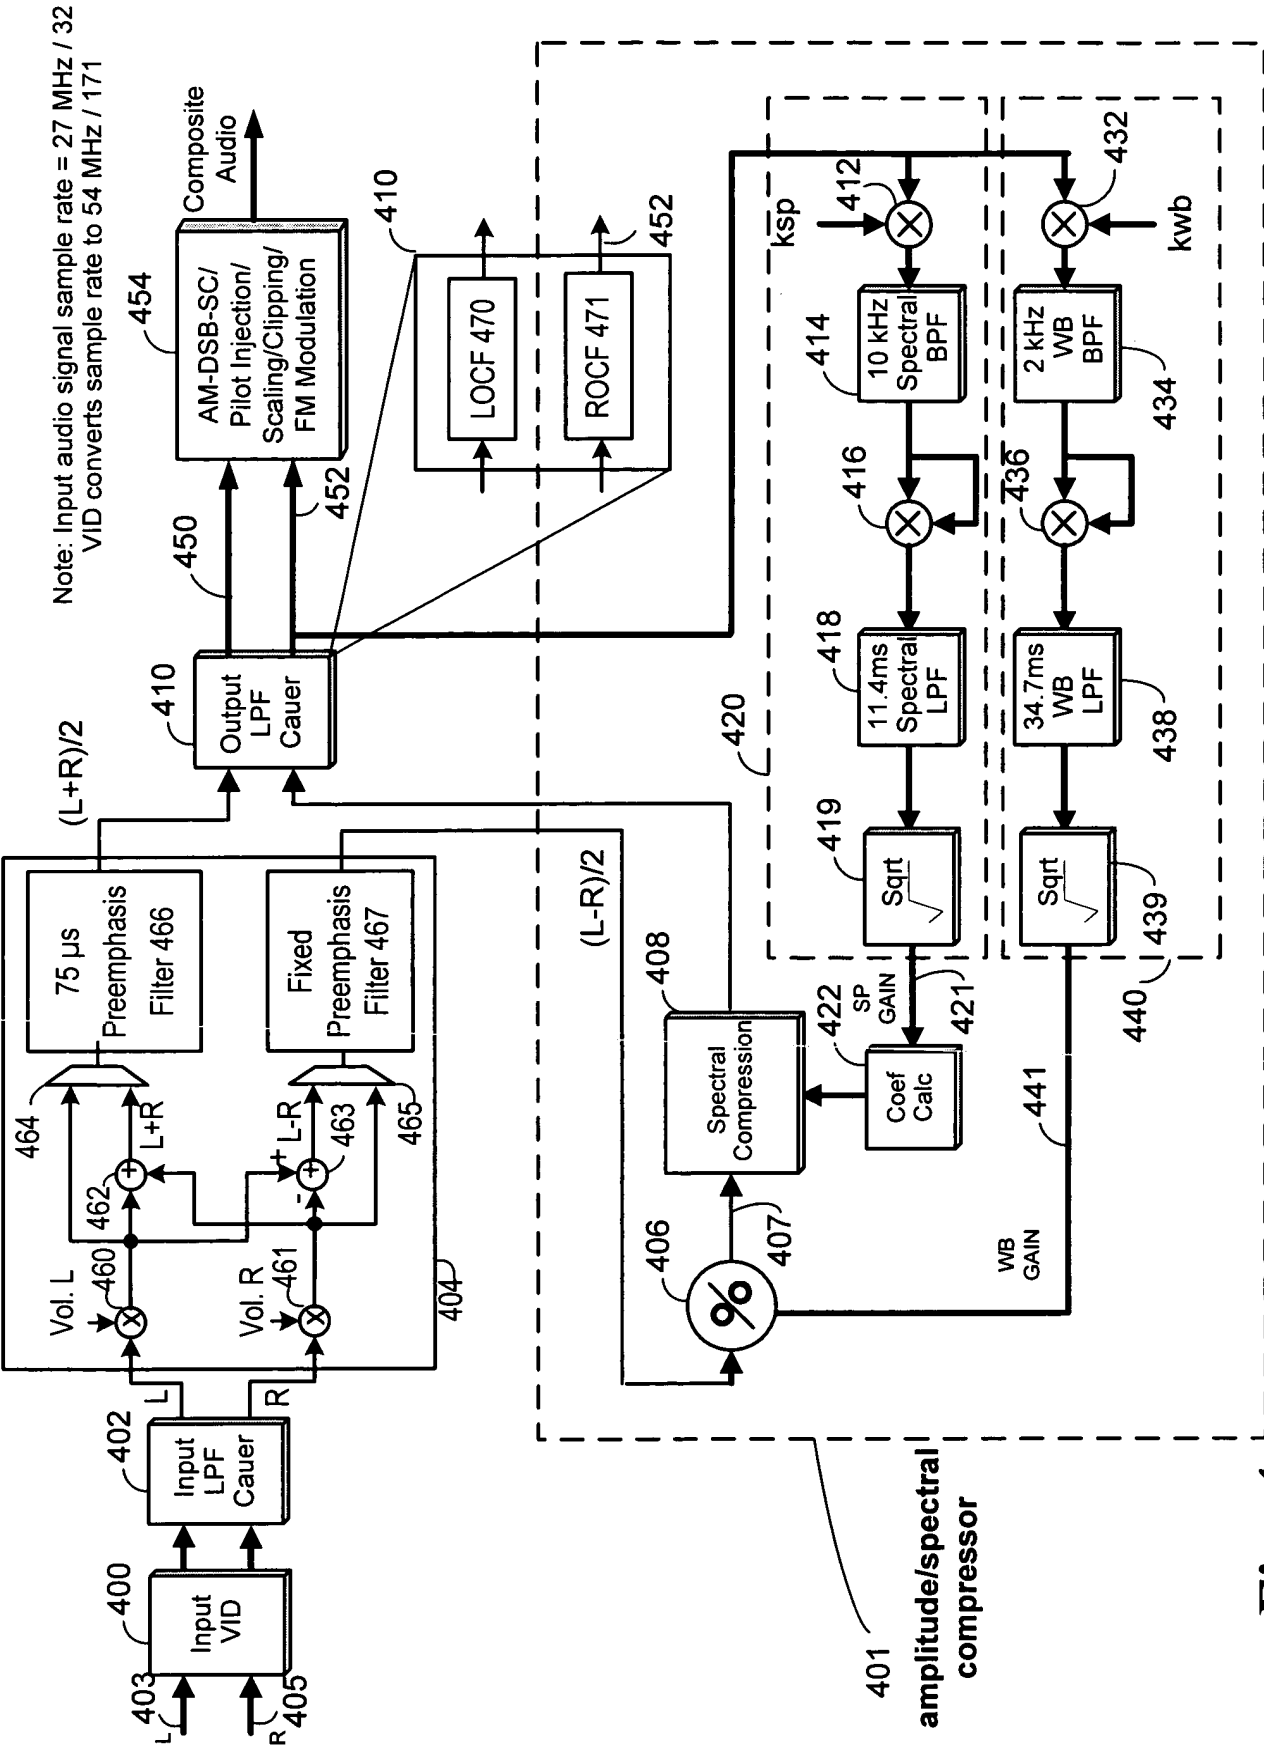 Note: Input audio signal sample rate = 27 MHz / 32
VID converts sample rate to 54 MHz / 171
403
L
405
R
400
Input
VID
402
Input
LPF
Cauer
L
R
404
Vol. L
460
Vol. R
461
462
L+R
463
+
L-R
-
464
465
75 µs
Preemphasis
Filter 466
Fixed
Preemphasis
Filter 467
(L+R)/2
(L-R)/2
410
Output
LPF
Cauer
450
452
454
AM-DSB-SC/
Pilot Injection/
Scaling/Clipping/
FM Modulation
Composite
Audio
410
LOCF 470
ROCF 471
452
401
amplitude/spectral
compressor
406
407
408
Spectral
Compression
422
Coef
Calc
SP
GAIN
421
WB
GAIN
441
420
419
Sqrt
418
11.4ms
Spectral
LPF
416
414
10 kHz
Spectral
BPF
412
ksp
440
439
Sqrt
438
34.7ms
WB
LPF
436
434
2 kHz
WB
BPF
432
kwb